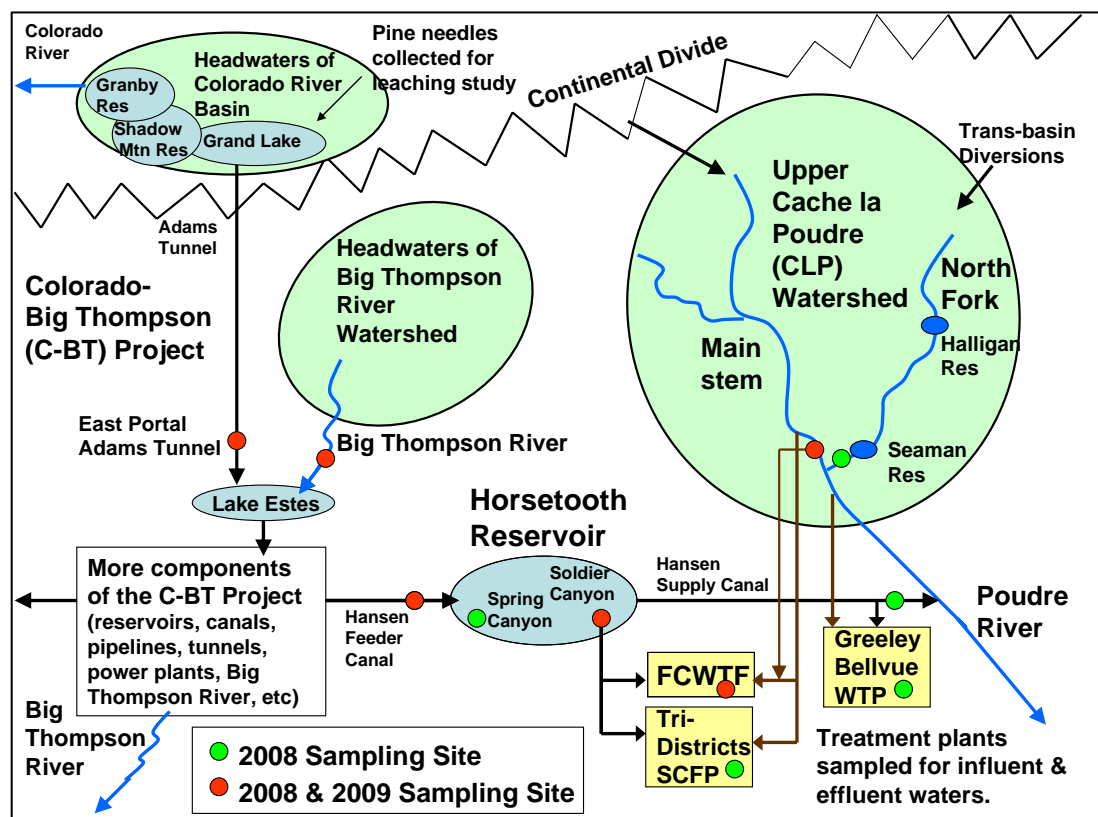 Colorado
River
Granby
Res
Shadow
Mtn Res
Grand Lake
Headwaters of
Colorado River
Basin
Pine needles
collected for
leaching study
Continental Divide
Trans-basin
Diversions
Upper
Cache la
Poudre
(CLP)
Watershed
North
Fork
Halligan
Res
Main
stem
Seaman
Res
Adams
Tunnel
Colorado-
Big Thompson
(C-BT) Project
Headwaters of
Big Thompson
River
Watershed
East Portal
Adams Tunnel
Big Thompson River
Lake Estes
Horsetooth
Reservoir
More components
of the C-BT Project
(reservoirs, canals,
pipelines, tunnels,
power plants, Big
Thompson River, etc)
Hansen
Feeder
Canal
Spring
Canyon
Soldier
Canyon
Hansen
Supply Canal
Poudre
River
FCWTF
Tri-
Districts
SCFP
Greeley
Bellvue
WTP
Big
Thompson
River
2008 Sampling Site
2008 & 2009 Sampling Site
Treatment plants
sampled for influent &
effluent waters.